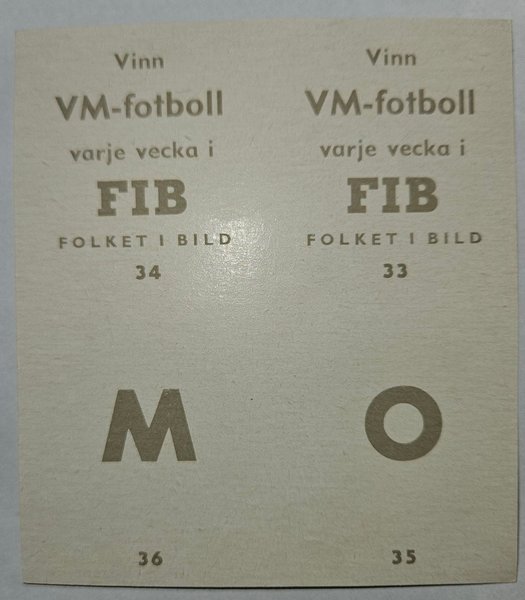 Vinn
VM-fotboll
varje vecka i
FIB
FOLKET I BILD
34
Vinn
VM-fotboll
varje vecka i
FIB
FOLKET I BILD
33
M
36
O
35